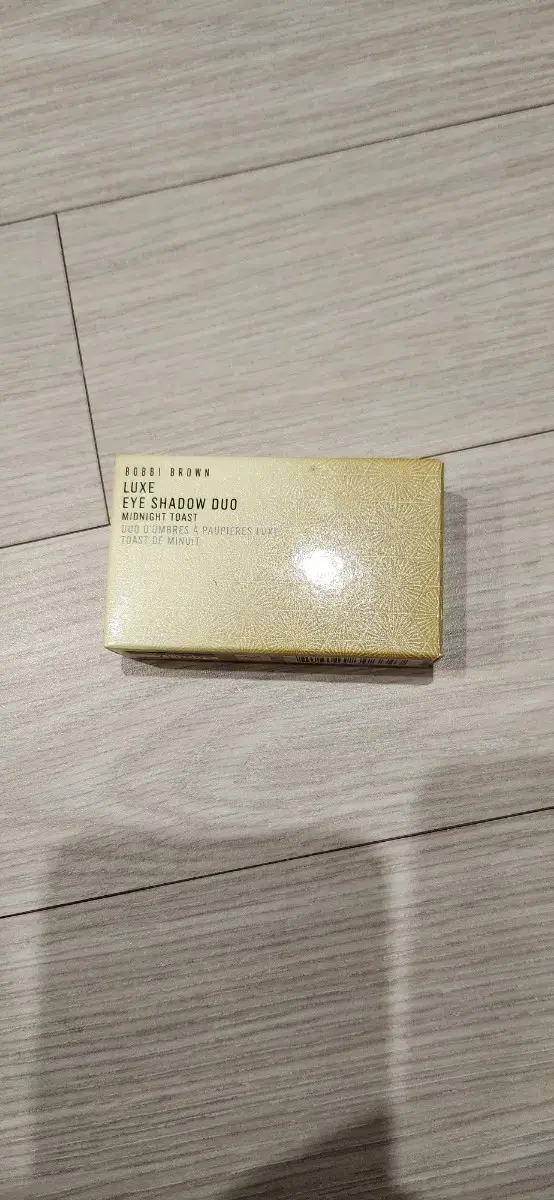 BOBBI BROWN
LUXE
EYE SHADOW DUO
MIDNIGHT TOAST
DUO D'OMBRES À PAUPIÈRES LUXE
TOAST DE MINUIT